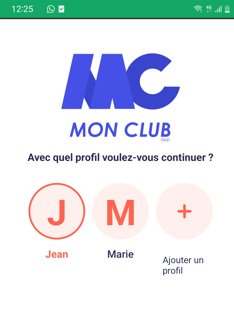 12:25
MC
MON CLUB
Avec quel profil voulez-vous continuer ?
J M +
Jean Marie Ajouter un
profil